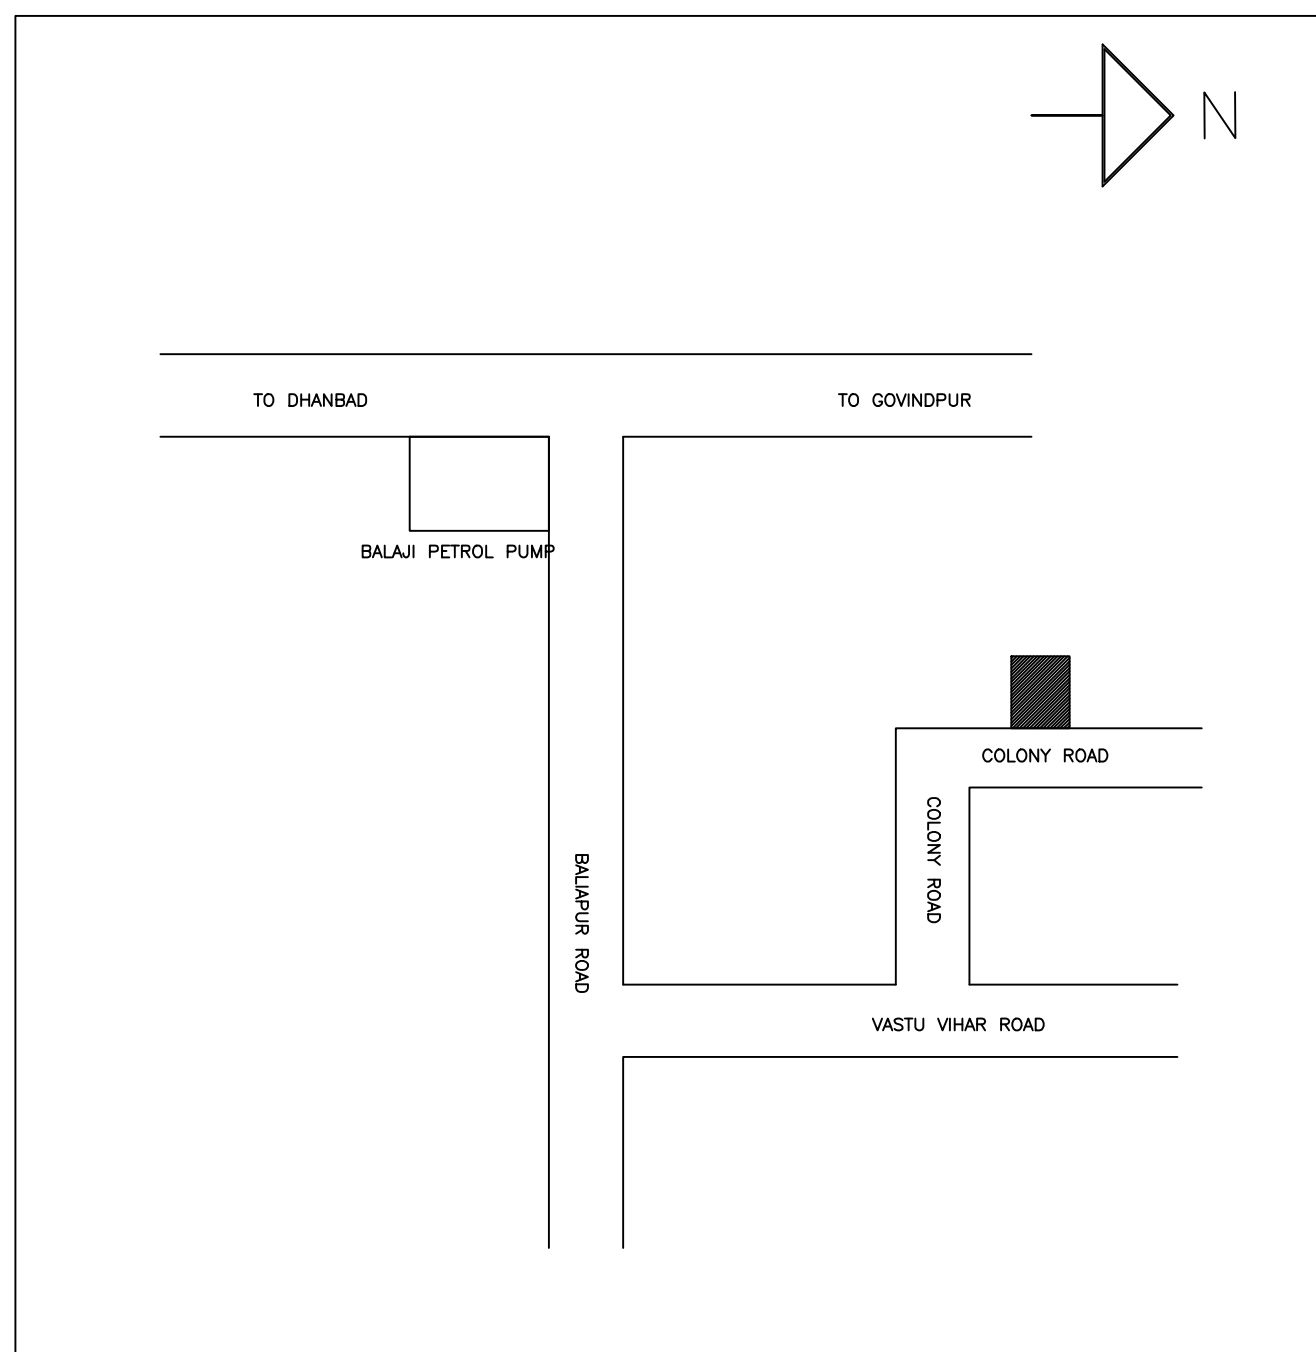 N
TO DHANBAD
TO GOVINDPUR
BALAJI PETROL PUMP
COLONY ROAD
COLONY ROAD
BALIAPUR ROAD
VASTU VIHAR ROAD